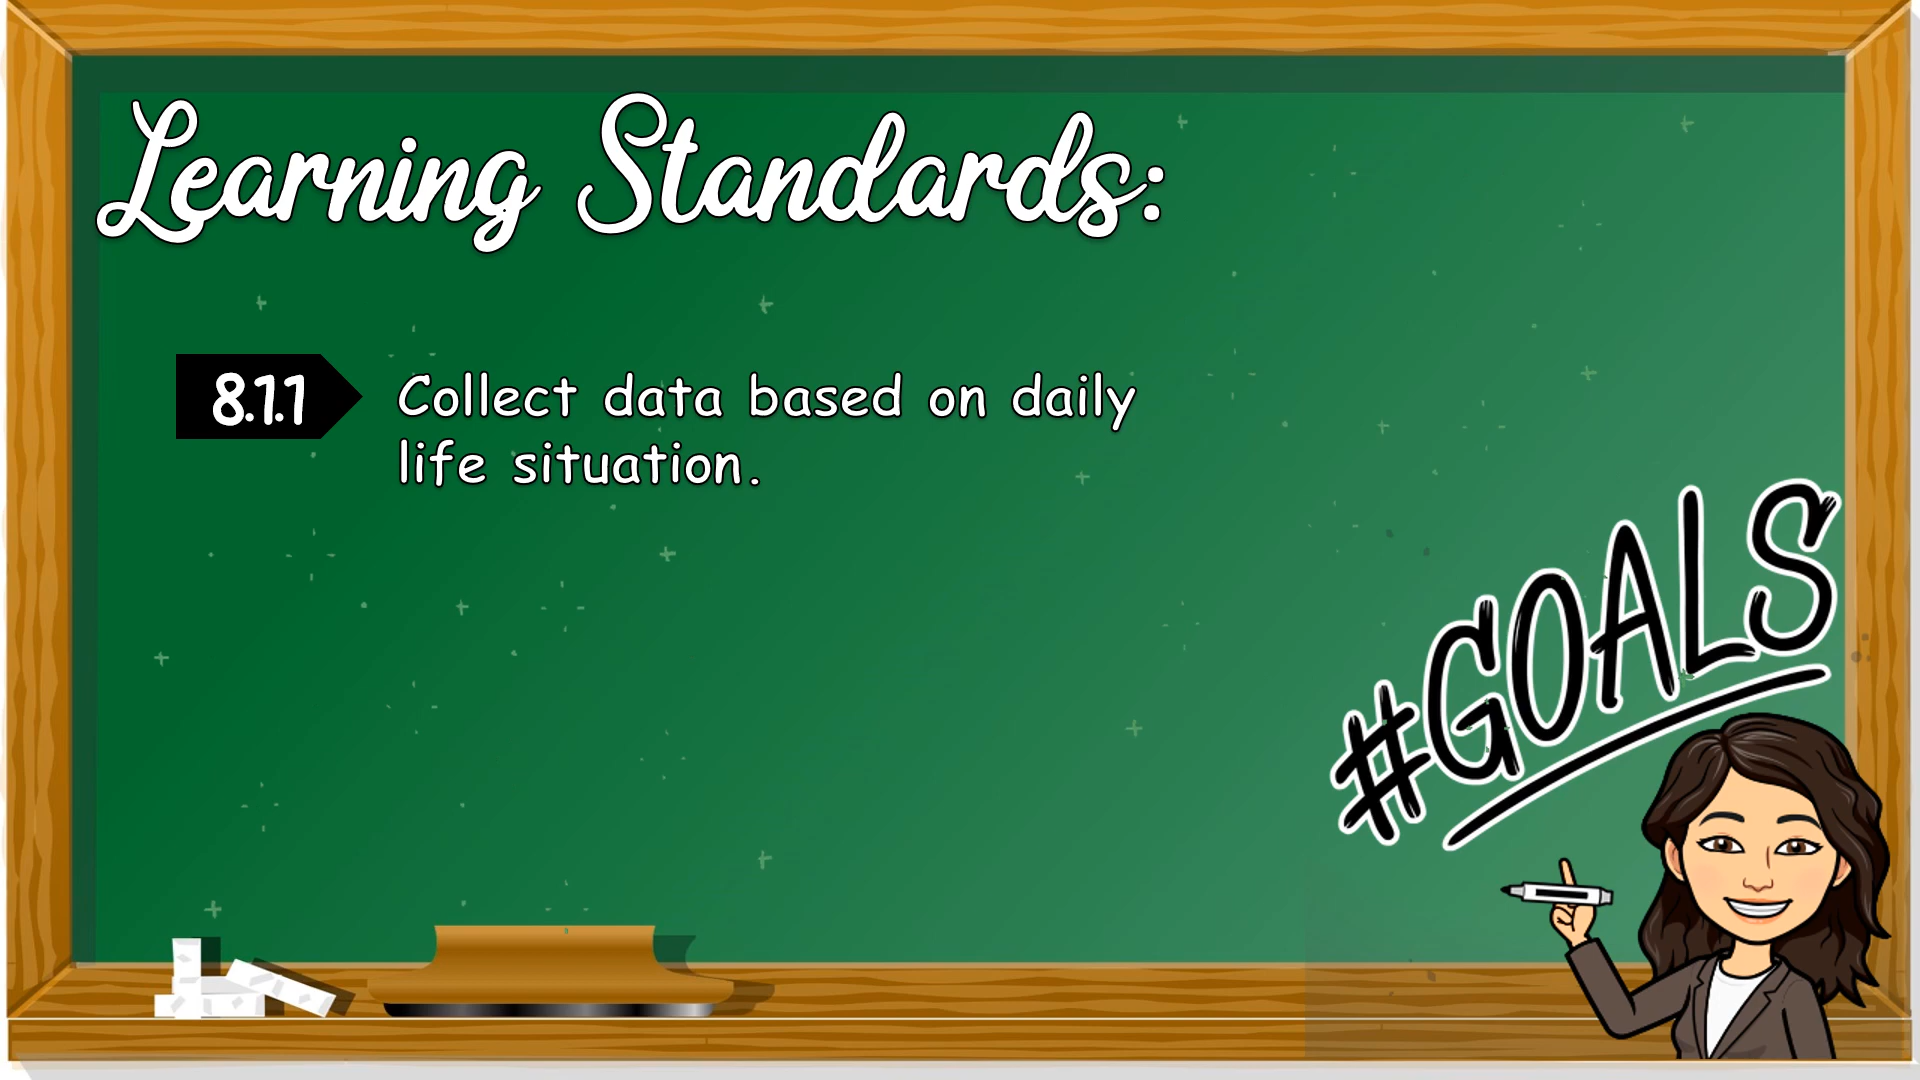 Learning Standards:
8.1.1
Collect data based on daily
life situation.
#GOALS